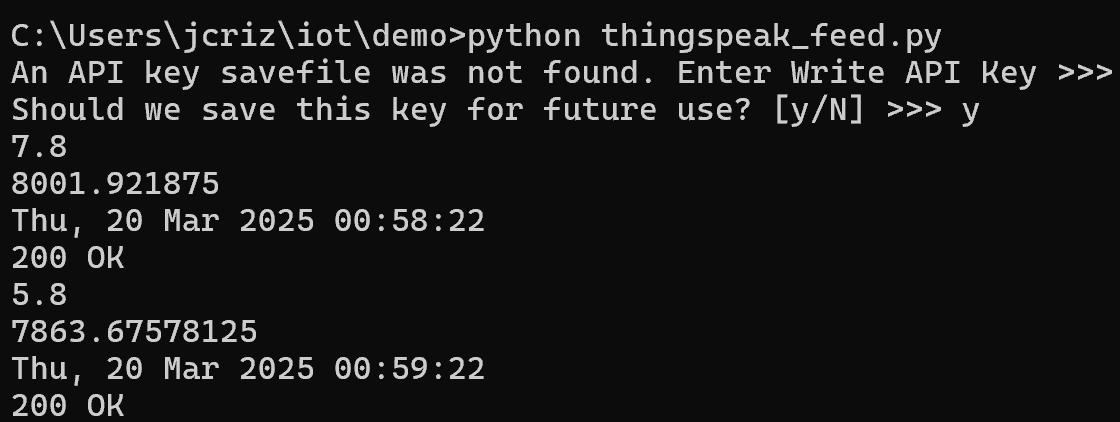 C:\Users\jcriz\iot\demo>python thingspeak_feed.py
An API key savefile was not found. Enter Write API Key >>>
Should we save this key for future use? [y/N] >>> y
7.8
8001.921875
Thu, 20 Mar 2025 00:58:22
200 OK
5.8
7863.67578125
Thu, 20 Mar 2025 00:59:22
200 OK